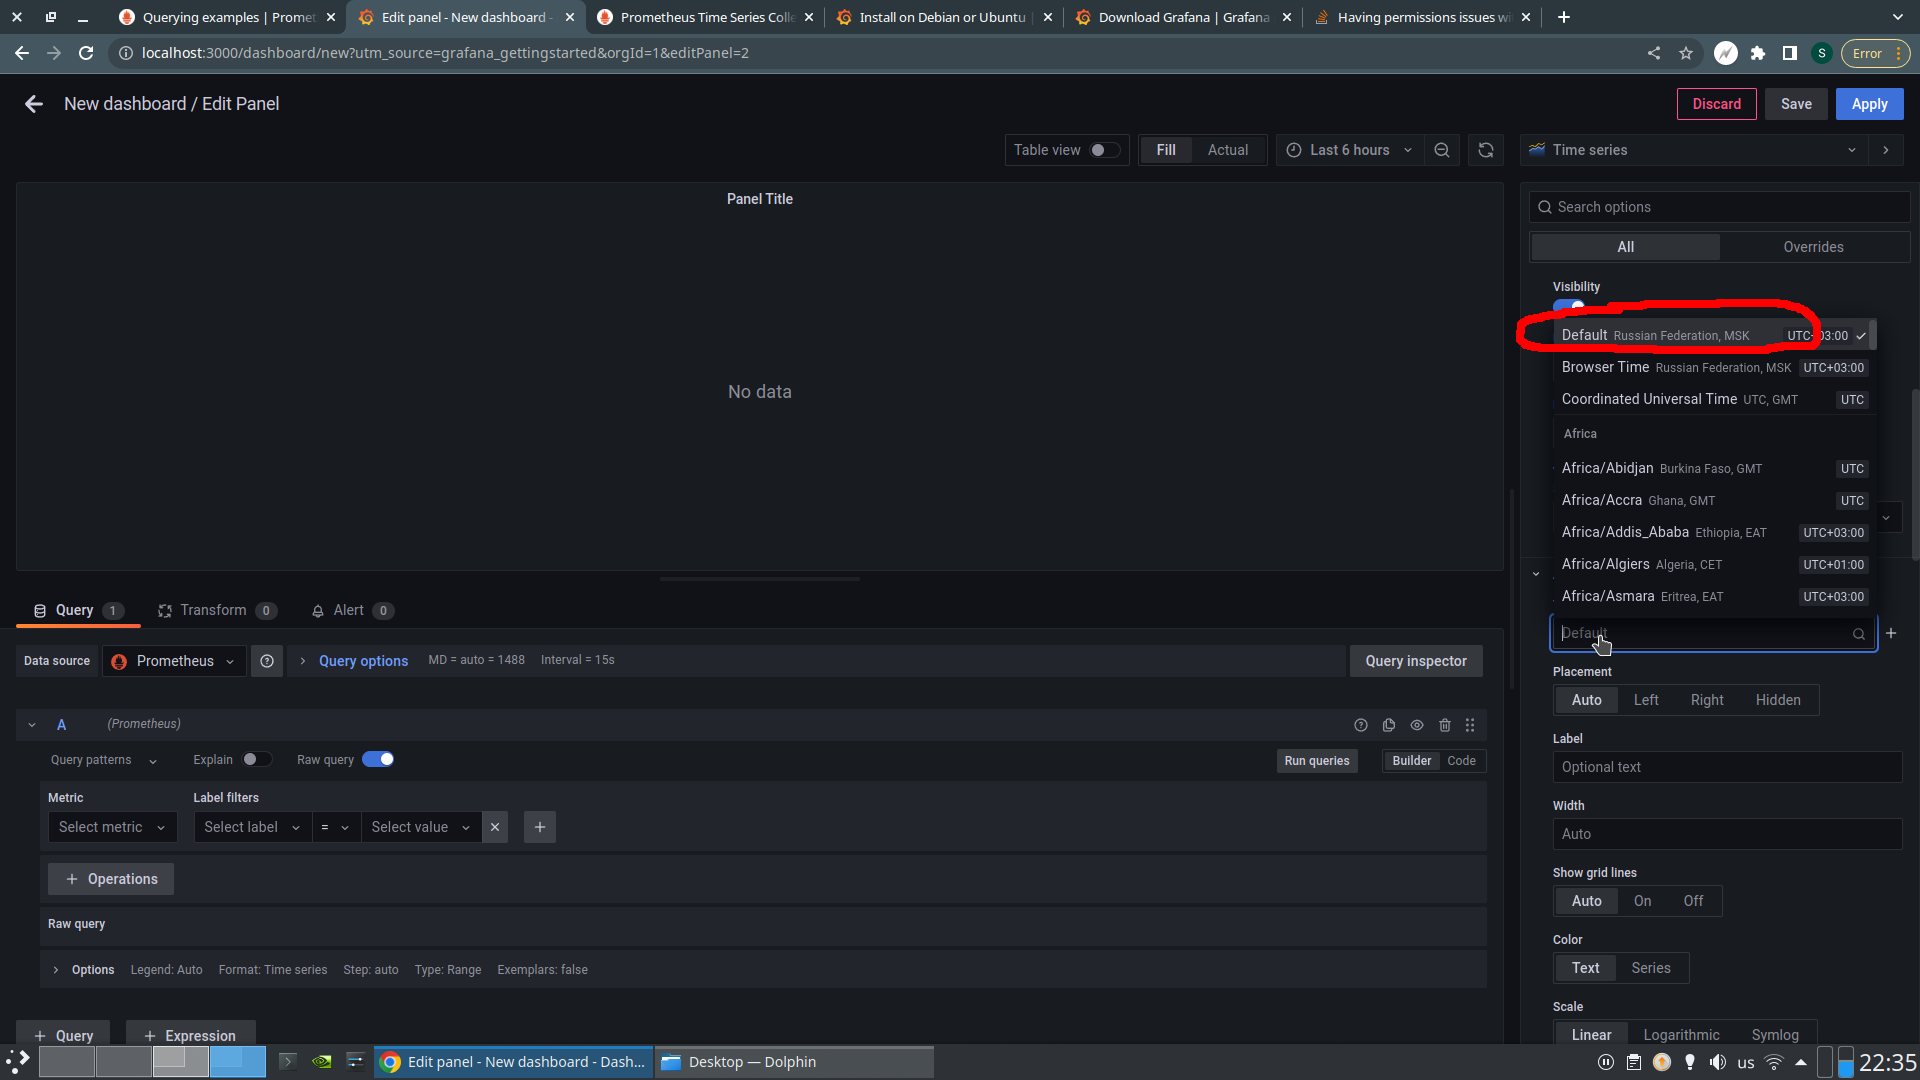 Querying examples | Promet
Edit panel - New dashboard -
Prometheus Time Series Colle
Install on Debian or Ubuntu
Download Grafana | Grafana
Having permissions issues wi
localhost:3000/dashboard/new?utm_source=grafana_gettingstarted&orgId=1&editPanel=2
S
Error
New dashboard / Edit Panel
Discard
Save
Apply
Table view
Fill
Actual
Last 6 hours
Time series
Panel Title
Search options
All
Overrides
Visibility
Default Russian Federation, MSK UTC+03:00
Browser Time Russian Federation, MSK UTC+03:00
No data
Coordinated Universal Time UTC, GMT UTC
Africa
Africa/Abidjan Burkina Faso, GMT UTC
Africa/Accra Ghana, GMT UTC
Africa/Addis_Ababa Ethiopia, EAT UTC+03:00
Africa/Algiers Algeria, CET UTC+01:00
Africa/Asmara Eritrea, EAT UTC+03:00
Default
Query 1
Transform 0
Alert 0
Data source
Prometheus
Query options
MD = auto = 1488
Interval = 15s
Query inspector
Placement
Auto
Left
Right
Hidden
A
(Prometheus)
Label
Optional text
Query patterns
Explain
Raw query
Run queries
Builder
Code
Metric
Label filters
Select metric
Select label
=
Select value
Width
Auto
+ Operations
Show grid lines
Auto
On
Off
Raw query
Color
Text
Series
Options
Legend: Auto
Format: Time series
Step: auto
Type: Range
Exemplars: false
Scale
Linear
Logarithmic
Symlog
+ Query
+ Expression
Edit panel - New dashboard - Dash...
Desktop — Dolphin
us
22:35